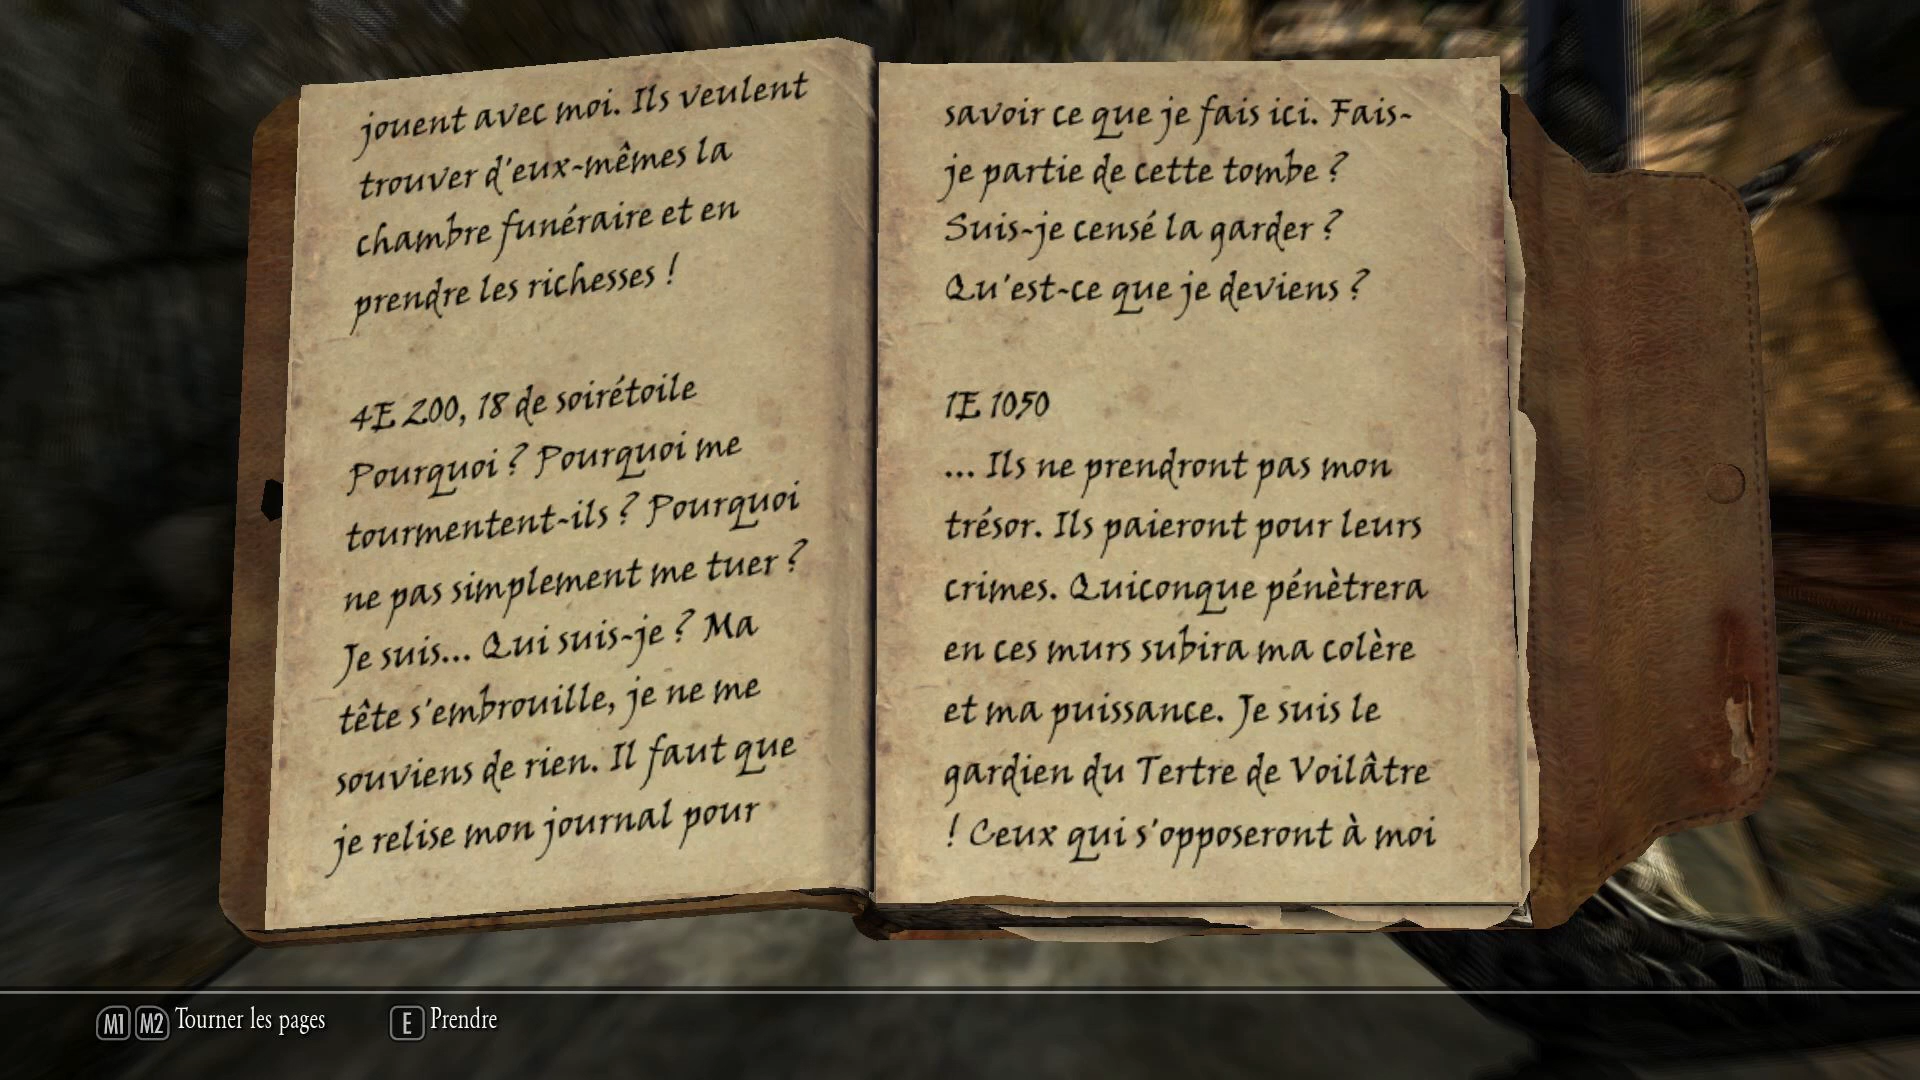 jouent avec moi. Ils veulent
trouver d'eux-mêmes la
chambre funéraire et en
prendre les richesses !
4E 200, 18 de soirétoile
Pourquoi ? Pourquoi me
tourmentent-ils ? Pourquoi
ne pas simplement me tuer ?
Je suis... Qui suis-je ? Ma
tête s'embrouille, je ne me
souviens de rien. Il faut que
je relise mon journal pour
savoir ce que je fais ici. Fais-
je partie de cette tombe ?
Suis-je censé la garder ?
Qu'est-ce que je deviens ?
1E 1050
... Ils ne prendront pas mon
trésor. Ils paieront pour leurs
crimes. Quiconque pénètrera
en ces murs subira ma colère
et ma puissance. Je suis le
gardien du Tertre de Voilâtre
! Ceux qui s'opposeront à moi
M1 M2 Tourner les pages E Prendre